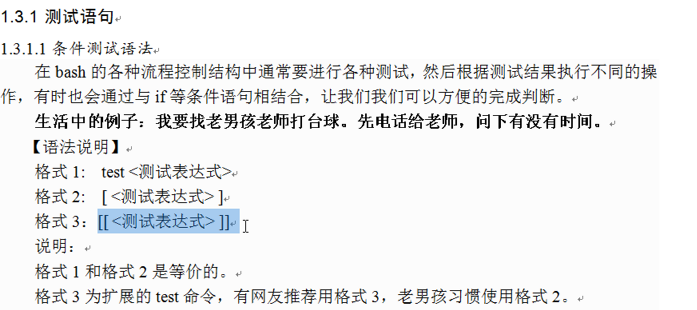 1.3.1 测试语句
1.3.1.1 条件测试语法
在 bash 的各种流程控制结构中通常要进行各种测试，然后根据测试结果执行不同的操
作，有时也会通过与 if 等条件语句相结合，让我们我们可以方便的完成判断。
生活中的例子：我要找老男孩老师打台球。先电话给老师，问下有没有时间。
【语法说明】
格式 1： test <测试表达式>
格式 2： [ <测试表达式> ]
格式 3：[[ <测试表达式> ]]
说明：
格式 1 和格式 2 是等价的。
格式 3 为扩展的 test 命令，有网友推荐用格式 3，老男孩习惯使用格式 2。